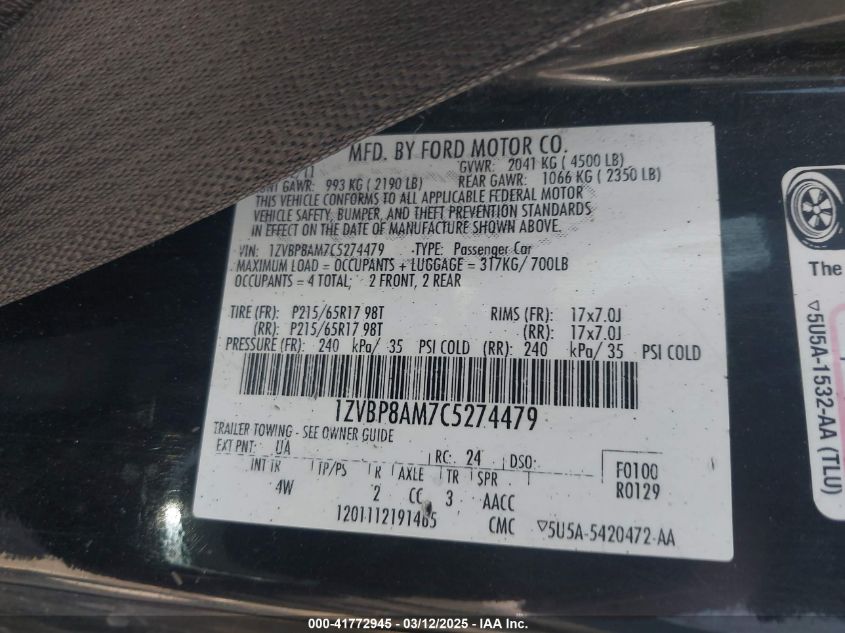 MFD. BY FORD MOTOR CO.
11 GVWR: 2041 KG ( 4500 LB)
GAWR: 993 KG ( 2190 LB) REAR GAWR: 1066 KG ( 2350 LB)
THIS VEHICLE CONFORMS TO ALL APPLICABLE FEDERAL MOTOR
VEHICLE SAFETY, BUMPER, AND THEFT PREVENTION STANDARDS
IN EFFECT ON THE DATE OF MANUFACTURE SHOWN ABOVE.
VIN: 1ZVBP8AM7C5274479 TYPE: Passenger Car
MAXIMUM LOAD = OCCUPANTS + LUGGAGE = 317KG/ 700LB
OCCUPANTS = 4 TOTAL; 2 FRONT, 2 REAR
TIRE (FR): P215/65R17 98T RIMS (FR): 17x7.0J
(RR): P215/65R17 98T (RR): 17x7.0J
PRESSURE (FR): 240 kPa/ 35 PSI COLD (RR): 240 kPa/ 35 PSI COLD
1ZVBP8AM7C5274479
TRAILER TOWING - SEE OWNER GUIDE
EXT PNT: UA RC: 24 DSO: F0100
INT TR TP/PS R AXLE TR SPR R0129
4W 2 CC 3 AACC
1201112191465 CMC ▽5U5A-5420472-AA
The
▽5U5A-1532-AA (TLU)
000-41772945 - 03/12/2025 - IAA, Inc.